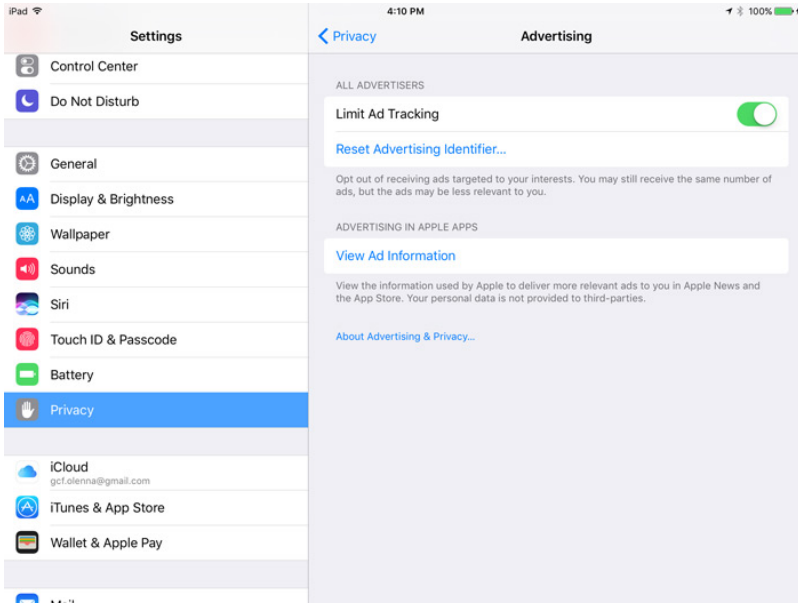 iPad
4:10 PM
100%
Settings
Privacy
Advertising
Control Center
Do Not Disturb
General
AA Display & Brightness
Wallpaper
Sounds
Siri
Touch ID & Passcode
Battery
Privacy
iCloud
gcf.olenna@gmail.com
iTunes & App Store
Wallet & Apple Pay
ALL ADVERTISERS
Limit Ad Tracking
Reset Advertising Identifier...
Opt out of receiving ads targeted to your interests. You may still receive the same number of
ads, but the ads may be less relevant to you.
ADVERTISING IN APPLE APPS
View Ad Information
View the information used by Apple to deliver more relevant ads to you in Apple News and
the App Store. Your personal data is not provided to third-parties.
About Advertising & Privacy...